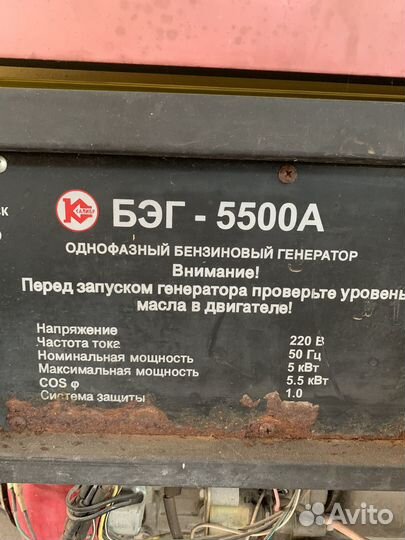 К
КАЛИБР
БЭГ - 5500А
ОДНОФАЗНЫЙ БЕНЗИНОВЫЙ ГЕНЕРАТОР
Внимание!
Перед запуском генератора проверьте уровень
масла в двигателе!
Напряжение 220 В
Частота тока 50 Гц
Номинальная мощность 5 кВт
Максимальная мощность 5.5 кВт
COS φ 1.0
Система защиты
Avito